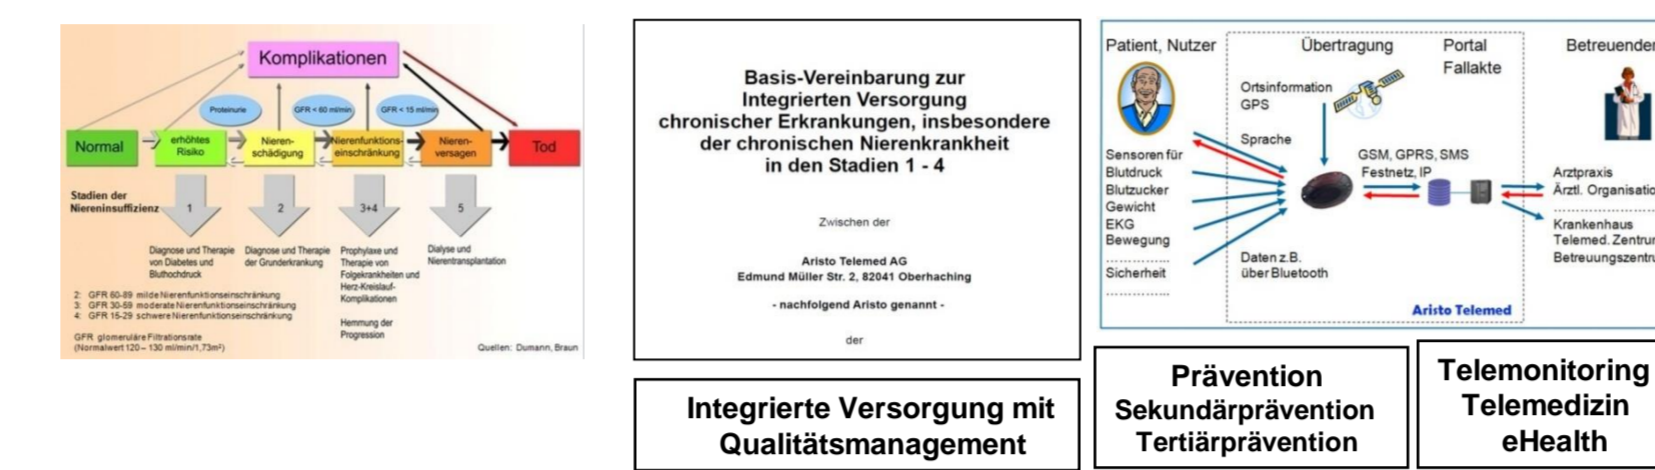 Komplikationen
Proteinurie
GFR < 60 ml/min
GFR < 15 ml/min
Normal
erhöhtes
Risiko
Nieren-
schädigung
Nierenfunktions-
einschränkung
Nieren-
versagen
Tod
Stadien der
Niereninsuffizienz
1
2
3+4
5
Diagnose und Therapie
von Diabetes und
Bluthochdruck
Diagnose und Therapie
der Grunderkrankung
Prophylaxe und
Therapie von
Folgekrankheiten und
Herz-Kreislauf-
Komplikationen
Hemmung der
Progression
Dialyse und
Nierentransplantation
2: GFR 60-89 milde Nierenfunktionseinschränkung
3: GFR 30-59 moderate Nierenfunktionseinschränkung
4: GFR 15-29 schwere Nierenfunktionseinschränkung
GFR glomeruläre Filtrationsrate
(Normalwert 120 – 130 ml/min/1,73m²)
Quellen: Dumann, Braun
Basis-Vereinbarung zur
Integrierten Versorgung
chronischer Erkrankungen, insbesondere
der chronischen Nierenkrankheit
in den Stadien 1 - 4
Zwischen der
Aristo Telemed AG
Edmund Müller Str. 2, 82041 Oberhaching
- nachfolgend Aristo genannt -
der
Integrierte Versorgung mit
Qualitätsmanagement
Patient, Nutzer
Übertragung
Portal
Fallakte
Betreuender
Ortsinformation
GPS
Sprache
Sensoren für
Blutdruck
Blutzucker
Gewicht
EKG
Bewegung
....................
Sicherheit
....................
GSM, GPRS, SMS
Festnetz, IP
Daten z.B.
über Bluetooth
Arztpraxis
Ärztl. Organisatio
....................
Krankenhaus
Telemed. Zentrum
Betreuungszentru
Aristo Telemed
Prävention
Sekundärprävention
Tertiärprävention
Telemonitoring
Telemedizin
eHealth